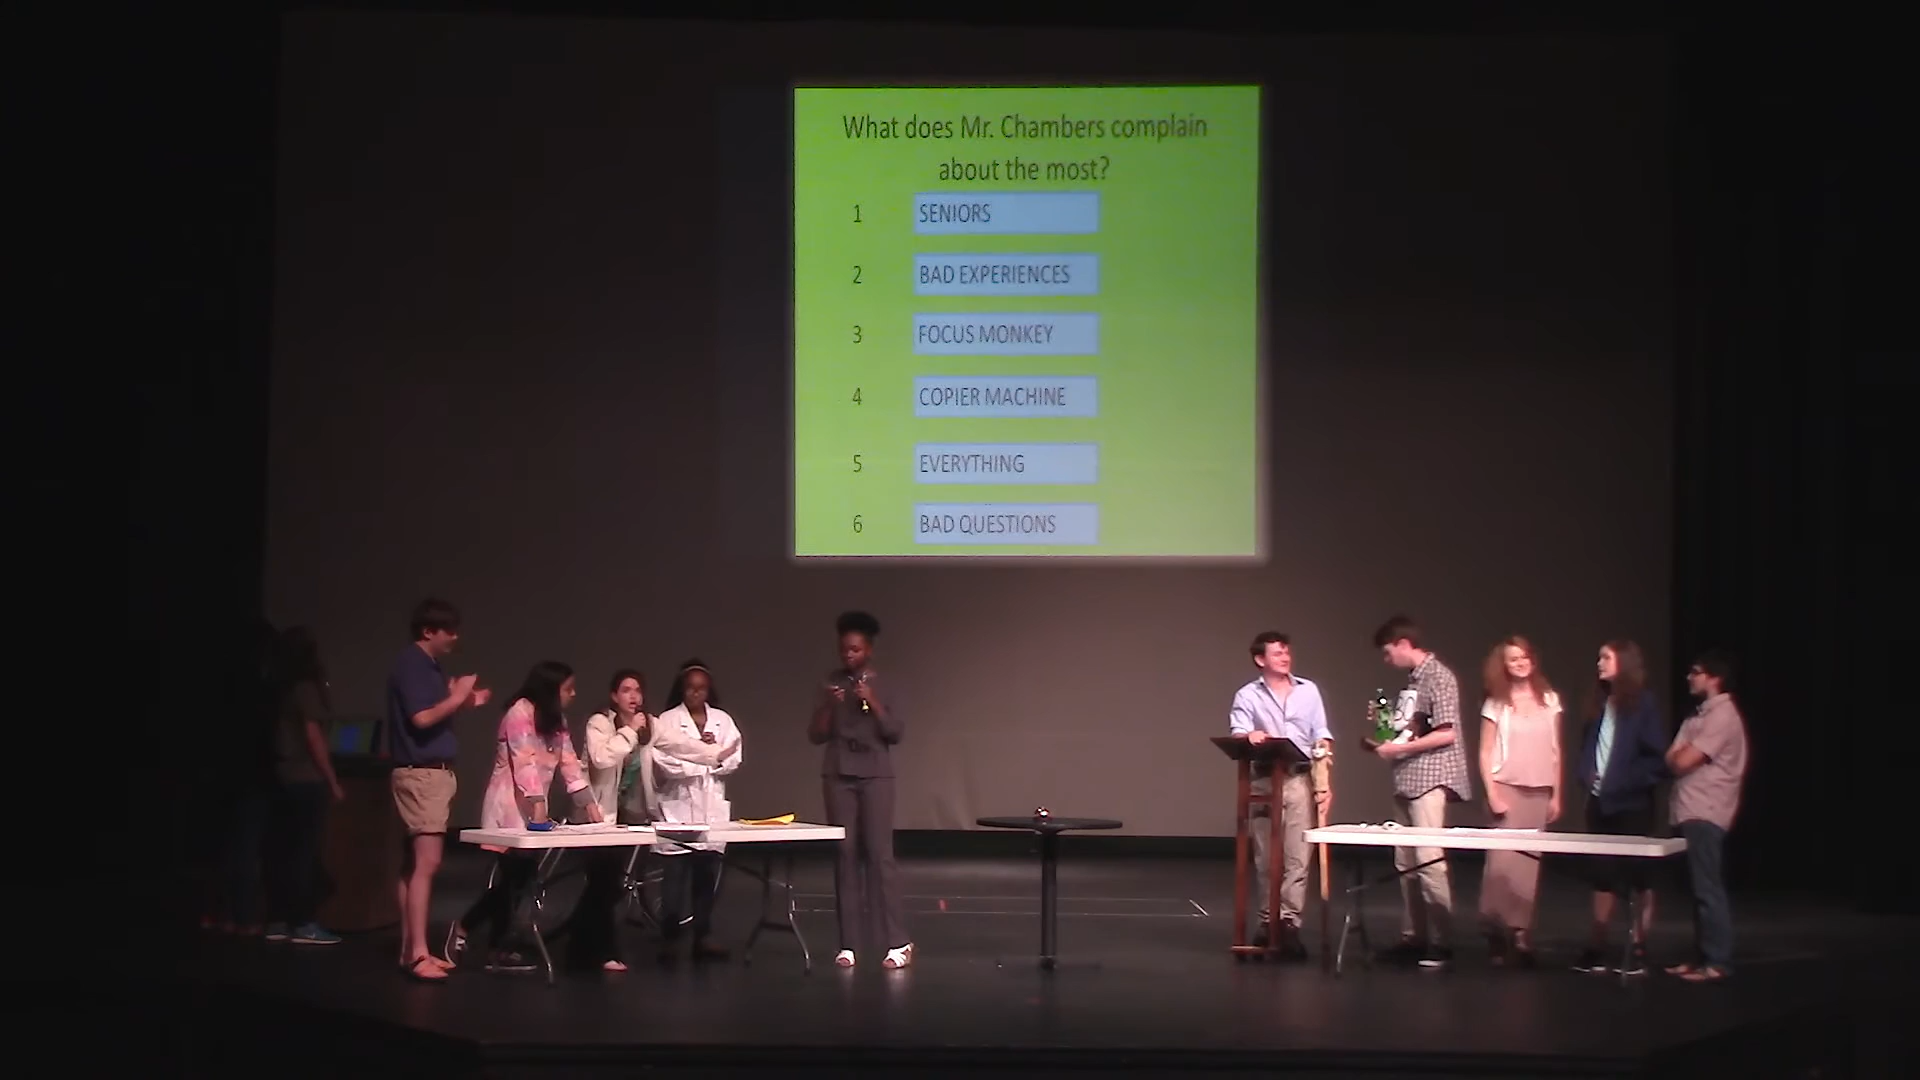 What does Mr. Chambers complain
about the most?
1 SENIORS
2 BAD EXPERIENCES
3 FOCUS MONKEY
4 COPIER MACHINE
5 EVERYTHING
6 BAD QUESTIONS